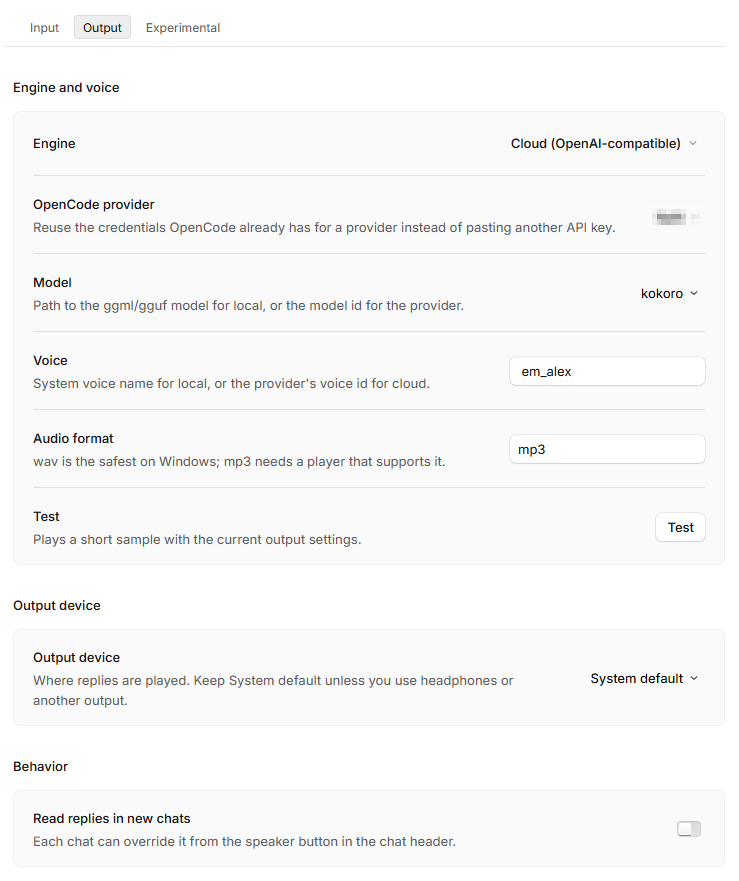 Input Output Experimental
Engine and voice
Engine
Cloud (OpenAI-compatible)
OpenCode provider
Reuse the credentials OpenCode already has for a provider instead of pasting another API key.
Model
Path to the ggml/gguf model for local, or the model id for the provider.
kokoro
Voice
System voice name for local, or the provider's voice id for cloud.
em_alex
Audio format
wav is the safest on Windows; mp3 needs a player that supports it.
mp3
Test
Plays a short sample with the current output settings.
Test
Output device
Output device
Where replies are played. Keep System default unless you use headphones or
another output.
System default
Behavior
Read replies in new chats
Each chat can override it from the speaker button in the chat header.